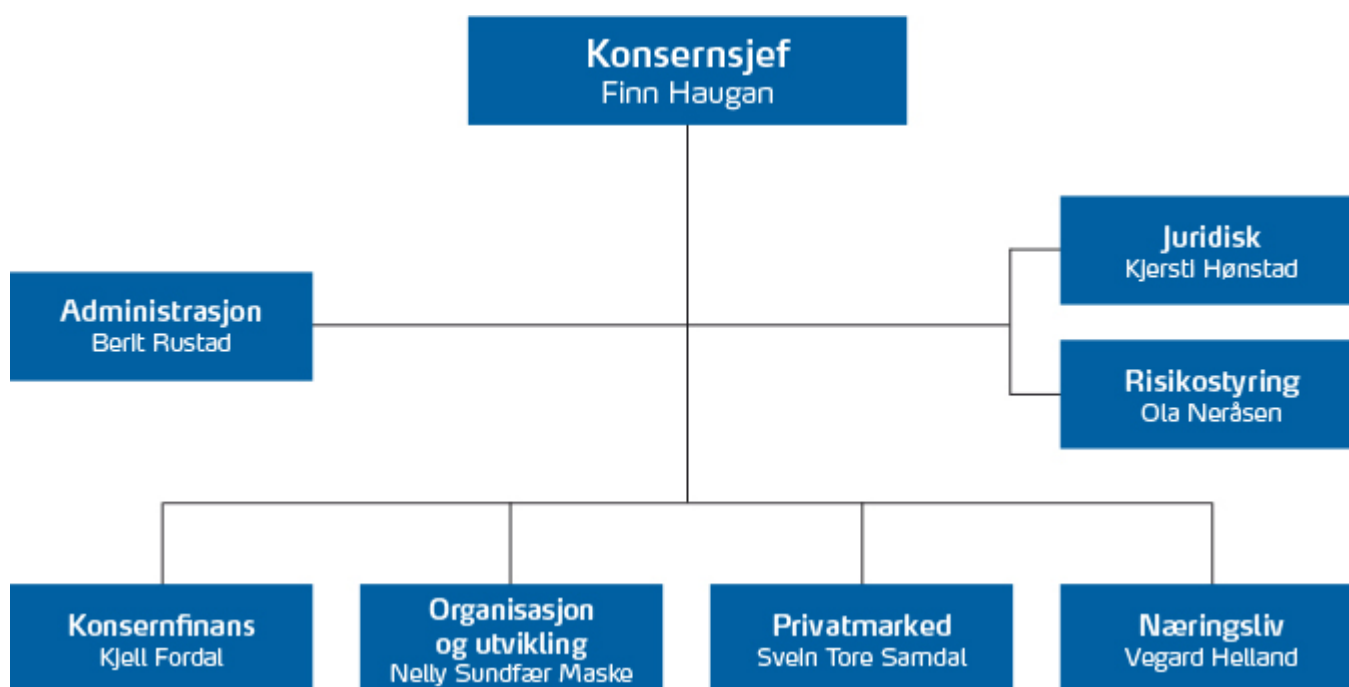 Konsernsjef
Finn Haugan
Juridisk
Kjersti Hønstad
Administrasjon
Berit Rustad
Risikostyring
Ola Neråsen
Konsernfinans
Kjell Fordal
Organisasjon
og utvikling
Nelly Sundfær Maske
Privatmarked
Svein Tore Samdal
Næringsliv
Vegard Helland